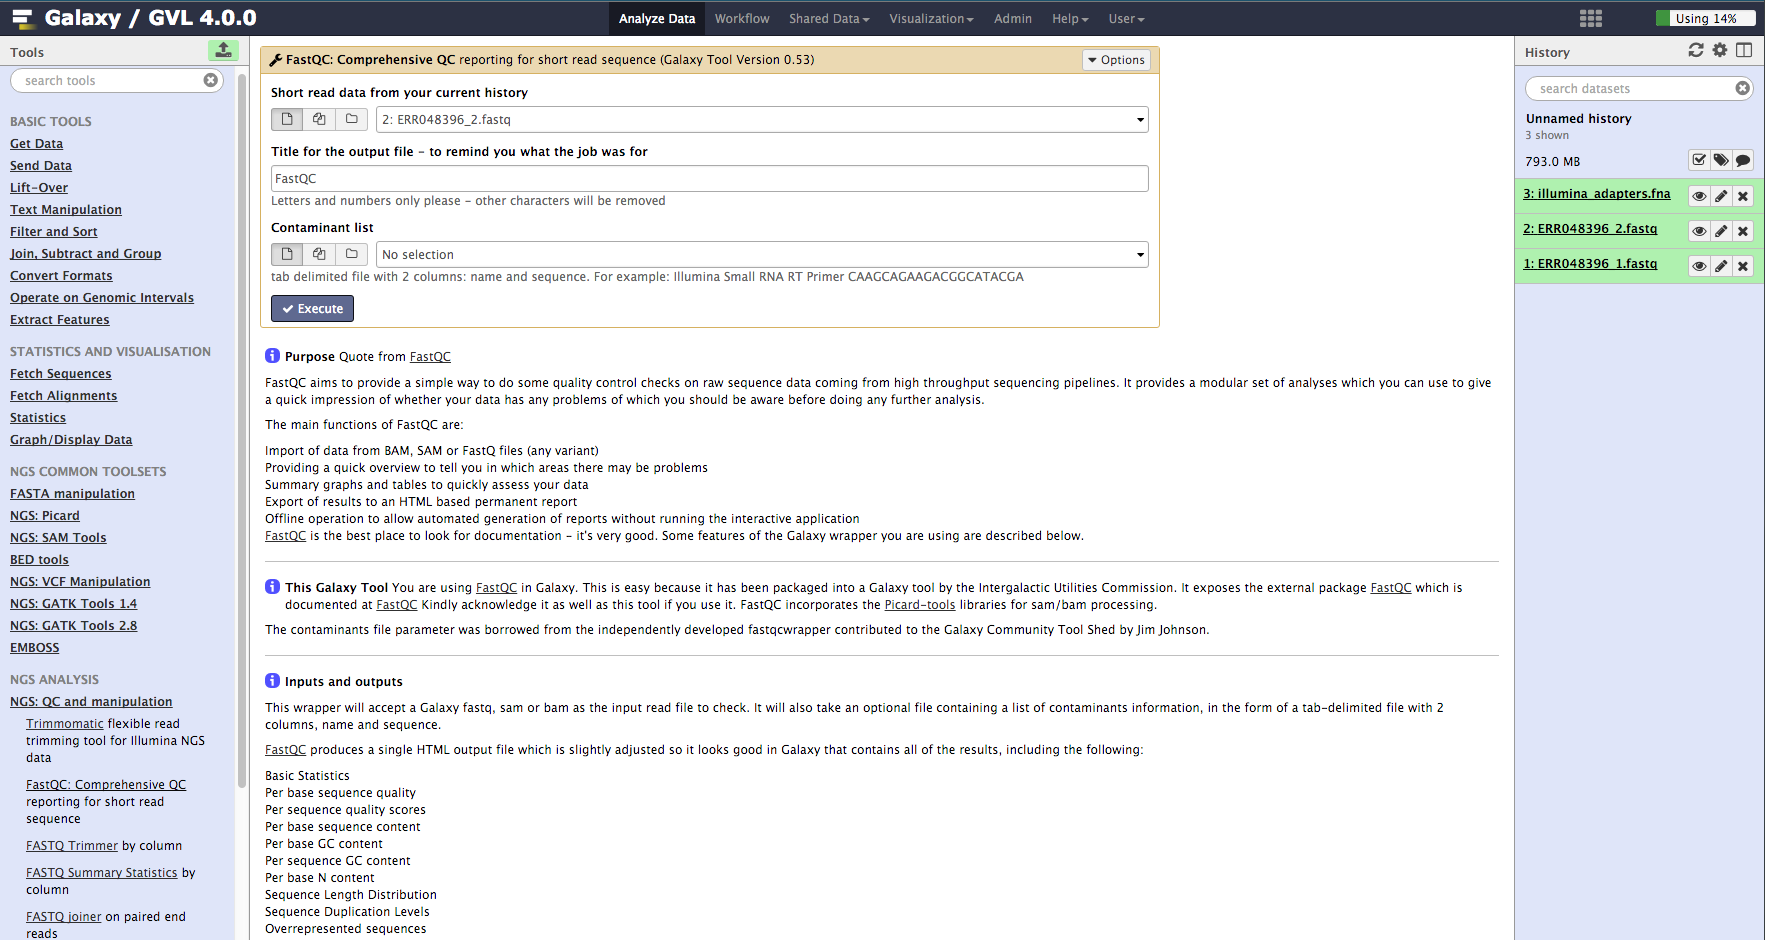 Galaxy / GVL 4.0.0
Analyze Data
Workflow
Shared Data
Visualization
Admin
Help
User
Using 14%
Tools
search tools
BASIC TOOLS
Get Data
Send Data
Lift-Over
Text Manipulation
Filter and Sort
Join, Subtract and Group
Convert Formats
Operate on Genomic Intervals
Extract Features
STATISTICS AND VISUALISATION
Fetch Sequences
Fetch Alignments
Statistics
Graph/Display Data
NGS COMMON TOOLSETS
FASTA manipulation
NGS: Picard
NGS: SAM Tools
BED tools
NGS: VCF Manipulation
NGS: GATK Tools 1.4
NGS: GATK Tools 2.8
EMBOSS
NGS ANALYSIS
NGS: QC and manipulation
Trimmomatic flexible read
trimming tool for Illumina NGS
data
FastQC: Comprehensive QC
reporting for short read
sequence
FASTQ Trimmer by column
FASTQ Summary Statistics by
column
FASTQ joiner on paired end
reads
FastQC: Comprehensive QC reporting for short read sequence (Galaxy Tool Version 0.53)
Options
Short read data from your current history
2: ERR048396_2.fastq
Title for the output file - to remind you what the job was for
FastQC
Letters and numbers only please - other characters will be removed
Contaminant list
No selection
tab delimited file with 2 columns: name and sequence. For example: Illumina Small RNA RT Primer CAAGCAGAAGACGGCATACGA
Execute
Purpose Quote from FastQC
FastQC aims to provide a simple way to do some quality control checks on raw sequence data coming from high throughput sequencing pipelines. It provides a modular set of analyses which you can use to give
a quick impression of whether your data has any problems of which you should be aware before doing any further analysis.
The main functions of FastQC are:
Import of data from BAM, SAM or FastQ files (any variant)
Providing a quick overview to tell you in which areas there may be problems
Summary graphs and tables to quickly assess your data
Export of results to an HTML based permanent report
Offline operation to allow automated generation of reports without running the interactive application
FastQC is the best place to look for documentation - it's very good. Some features of the Galaxy wrapper you are using are described below.
This Galaxy Tool You are using FastQC in Galaxy. This is easy because it has been packaged into a Galaxy tool by the Intergalactic Utilities Commission. It exposes the external package FastQC which is
documented at FastQC Kindly acknowledge it as well as this tool if you use it. FastQC incorporates the Picard-tools libraries for sam/bam processing.
The contaminants file parameter was borrowed from the independently developed fastqcwrapper contributed to the Galaxy Community Tool Shed by Jim Johnson.
Inputs and outputs
This wrapper will accept a Galaxy fastq, sam or bam as the input read file to check. It will also take an optional file containing a list of contaminants information, in the form of a tab-delimited file with 2
columns, name and sequence.
FastQC produces a single HTML output file which is slightly adjusted so it looks good in Galaxy that contains all of the results, including the following:
Basic Statistics
Per base sequence quality
Per sequence quality scores
Per base sequence content
Per base GC content
Per sequence GC content
Per base N content
Sequence Length Distribution
Sequence Duplication Levels
Overrepresented sequences
History
search datasets
Unnamed history
3 shown
793.0 MB
3: illumina_adapters.fna
2: ERR048396_2.fastq
1: ERR048396_1.fastq